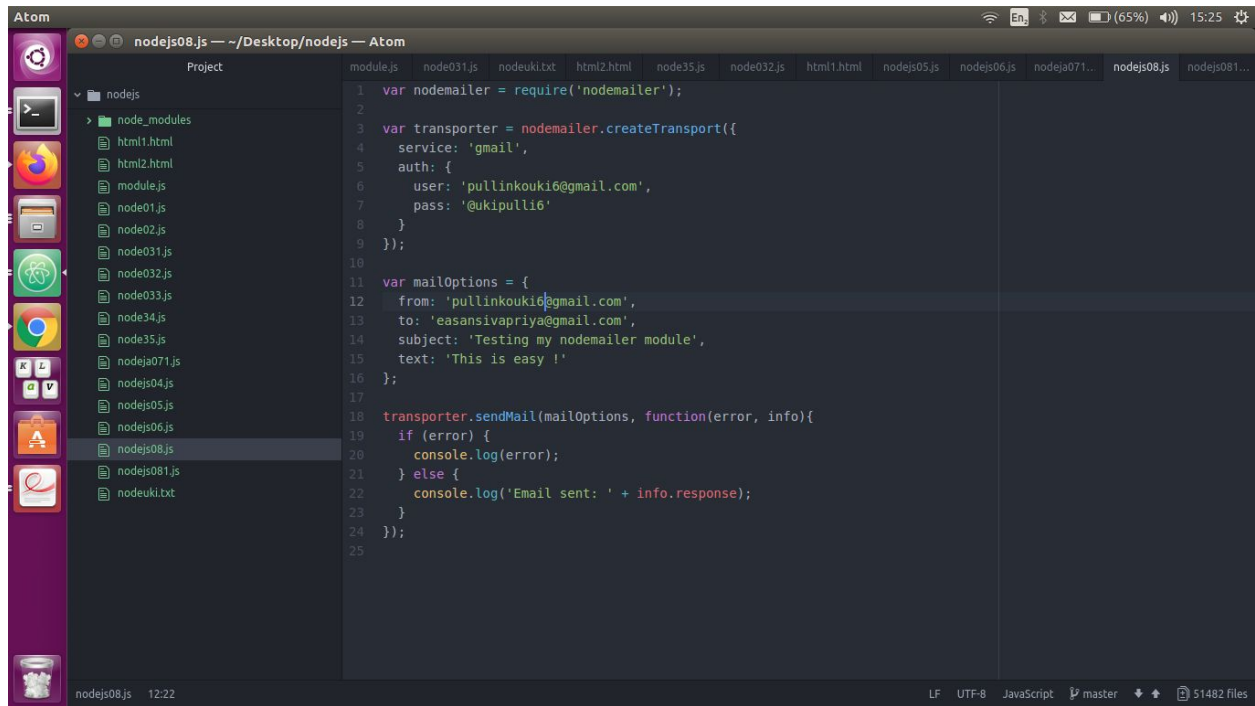 Atom
En2 (65%) 15:25
nodejs08.js — ~/Desktop/nodejs — Atom
Project
module.js node031.js nodeuki.txt html2.html node35.js node032.js html1.html nodejs05.js nodejs06.js nodeja071... nodejs08.js nodejs081...
nodejs
node_modules
html1.html
html2.html
module.js
node01.js
node02.js
node031.js
node032.js
node033.js
node34.js
node35.js
nodeja071.js
nodejs04.js
nodejs05.js
nodejs06.js
nodejs08.js
nodejs081.js
nodeuki.txt
1 var nodemailer = require('nodemailer');
2
3 var transporter = nodemailer.createTransport({
4   service: 'gmail',
5   auth: {
6     user: 'pullinkouki6@gmail.com',
7     pass: '@ukipulli6'
8   }
9 });
10
11 var mailOptions = {
12   from: 'pullinkouki6@gmail.com',
13   to: 'easansivapriya@gmail.com',
14   subject: 'Testing my nodemailer module',
15   text: 'This is easy !'
16 };
17
18 transporter.sendMail(mailOptions, function(error, info){
19   if (error) {
20     console.log(error);
21   } else {
22     console.log('Email sent: ' + info.response);
23   }
24 });
25
K L
a v
nodejs08.js 12:22
LF UTF-8 JavaScript master 51482 files